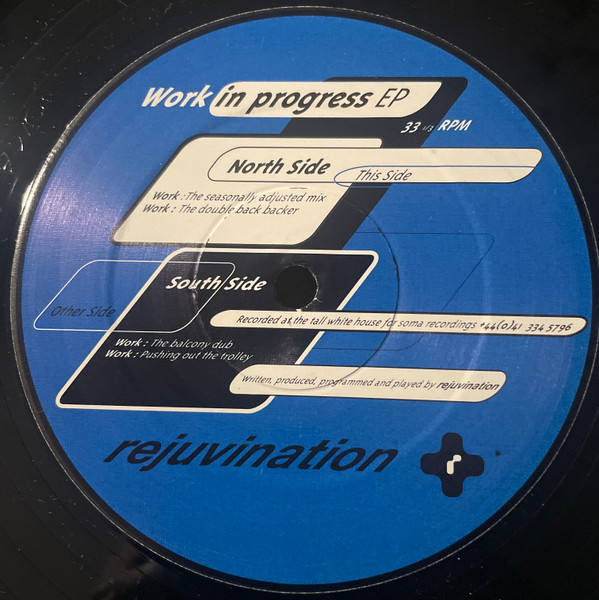 Work in progress EP
33 1/3 RPM
North Side
This Side
Work : The seasonally adjusted mix
Work : The double back backer
South Side
Other Side
Recorded at the tall white house for soma recordings +44(0)41 334 5796
Work : The balcony dub
Work : Pushing out the trolley
Written, produced, programmed and played by rejuvination
rejuvination
r